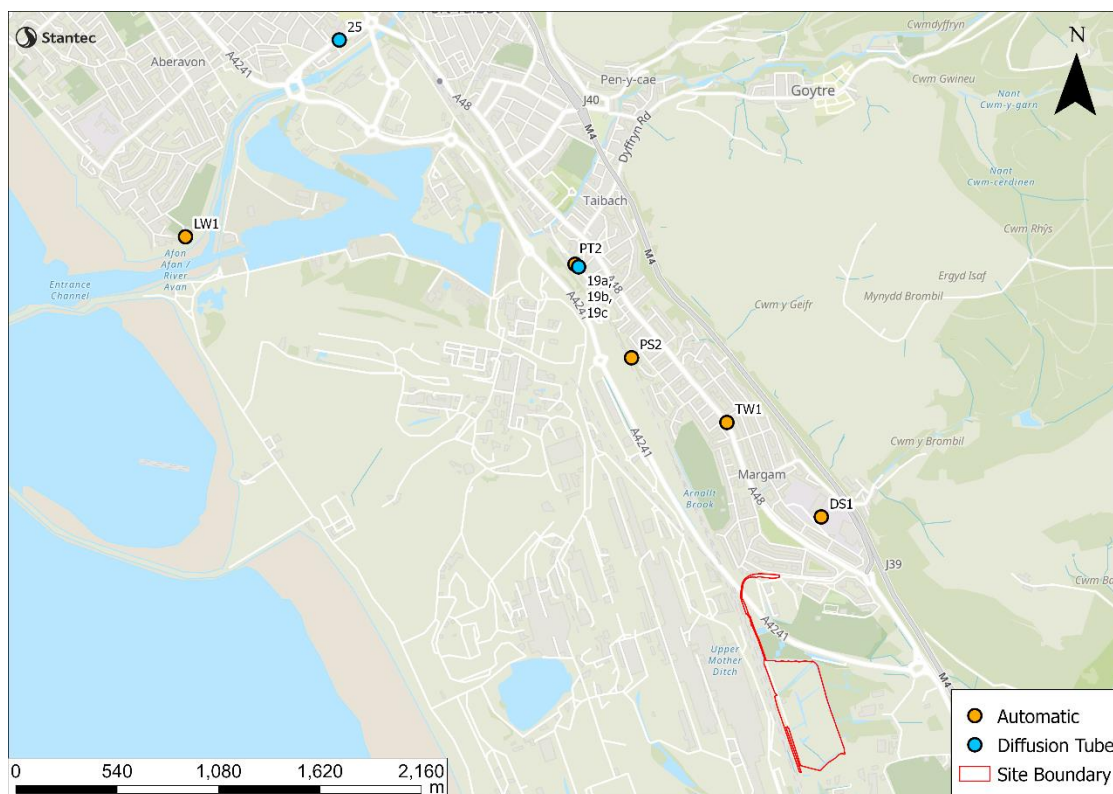 Stantec
25
N
Cwmdyffryn
Aberavon
A4241
A48
Pen-y-cae
J40
Goytre
Cwm Gwineu
Nant
Cwm-y-garn
Dyffryn Rd
M4
Nant
Cwm-cerdinen
Taibach
LW1
Afon
Afan /
River
Avan
Entrance
Channel
PT2
19a,
19b,
19c
A48
A4241
M4
Cwm Rhŷs
Ergyd Isaf
Mynydd Brombil
Cwm y Geifr
PS2
TW1
A4241
Cwm y Brombil
Margam
A48
Arnallt
Brook
DS1
J39
A4241
Upper
Mother
Ditch
M4
Automatic
Diffusion Tube
Site Boundary
0 540 1,080 1,620 2,160
m